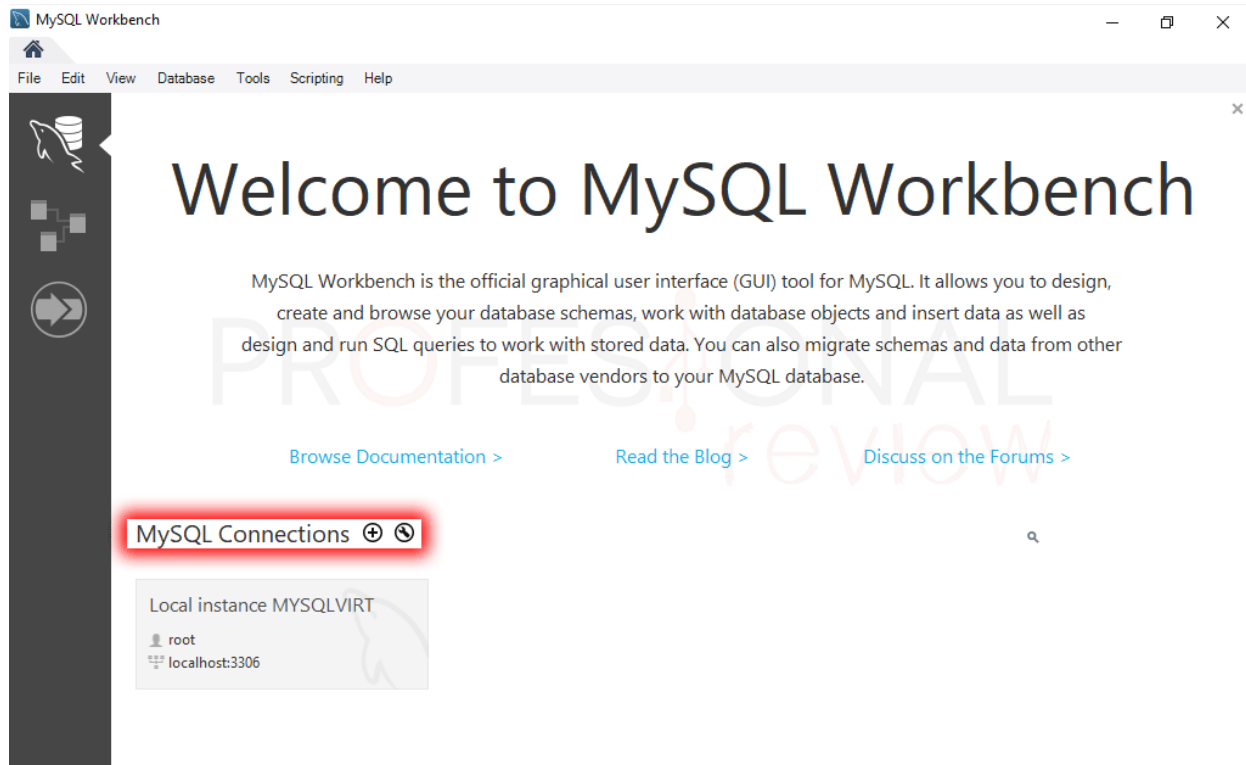 MySQL Workbench
File Edit View Database Tools Scripting Help
Welcome to MySQL Workbench
MySQL Workbench is the official graphical user interface (GUI) tool for MySQL. It allows you to design,
create and browse your database schemas, work with database objects and insert data as well as
design and run SQL queries to work with stored data. You can also migrate schemas and data from other
database vendors to your MySQL database.
PROFESIONAL
review
Browse Documentation > Read the Blog > Discuss on the Forums >
MySQL Connections
Local instance MYSQLVIRT
root
localhost:3306